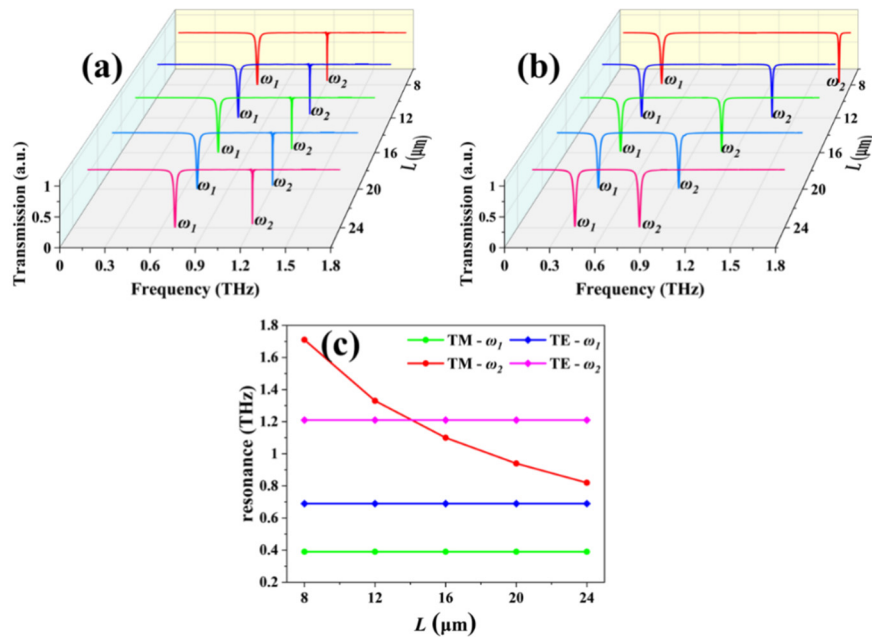 (a)
ω1
ω2
ω1
ω2
ω1
ω2
ω1
ω2
ω1
ω2
Transmission (a.u.)
1
0.5
0
0
0.3
0.6
0.9
1.2
1.5
1.8
Frequency (THz)
8
12
16
20
24
L (μm)
(b)
ω1
ω2
ω1
ω2
ω1
ω2
ω1
ω2
ω1
ω2
Transmission (a.u.)
1
0.5
0
0
0.3
0.6
0.9
1.2
1.5
1.8
Frequency (THz)
8
12
16
20
24
L (μm)
(c)
TM - ω1
TE - ω1
TM - ω2
TE - ω2
resonance (THz)
1.8
1.6
1.4
1.2
1
0.8
0.6
0.4
0.2
8
12
16
20
24
L (μm)